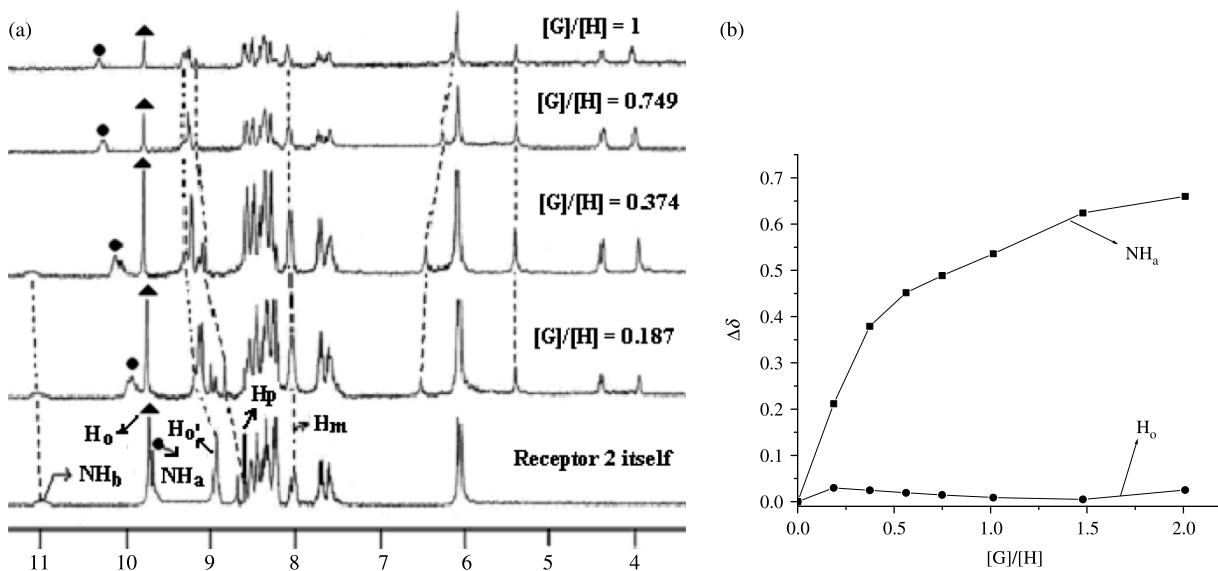 (a)
[G]/[H] = 1
[G]/[H] = 0.749
[G]/[H] = 0.374
[G]/[H] = 0.187
Ho
Ho'
Hp
Hm
NHb
NHa
Receptor 2 itself
11 10 9 8 7 6 5 4
(b)
0.7
0.6
0.5
0.4
0.3
0.2
0.1
0.0
Δδ
NHa
Ho
0.0 0.5 1.0 1.5 2.0
[G]/[H]